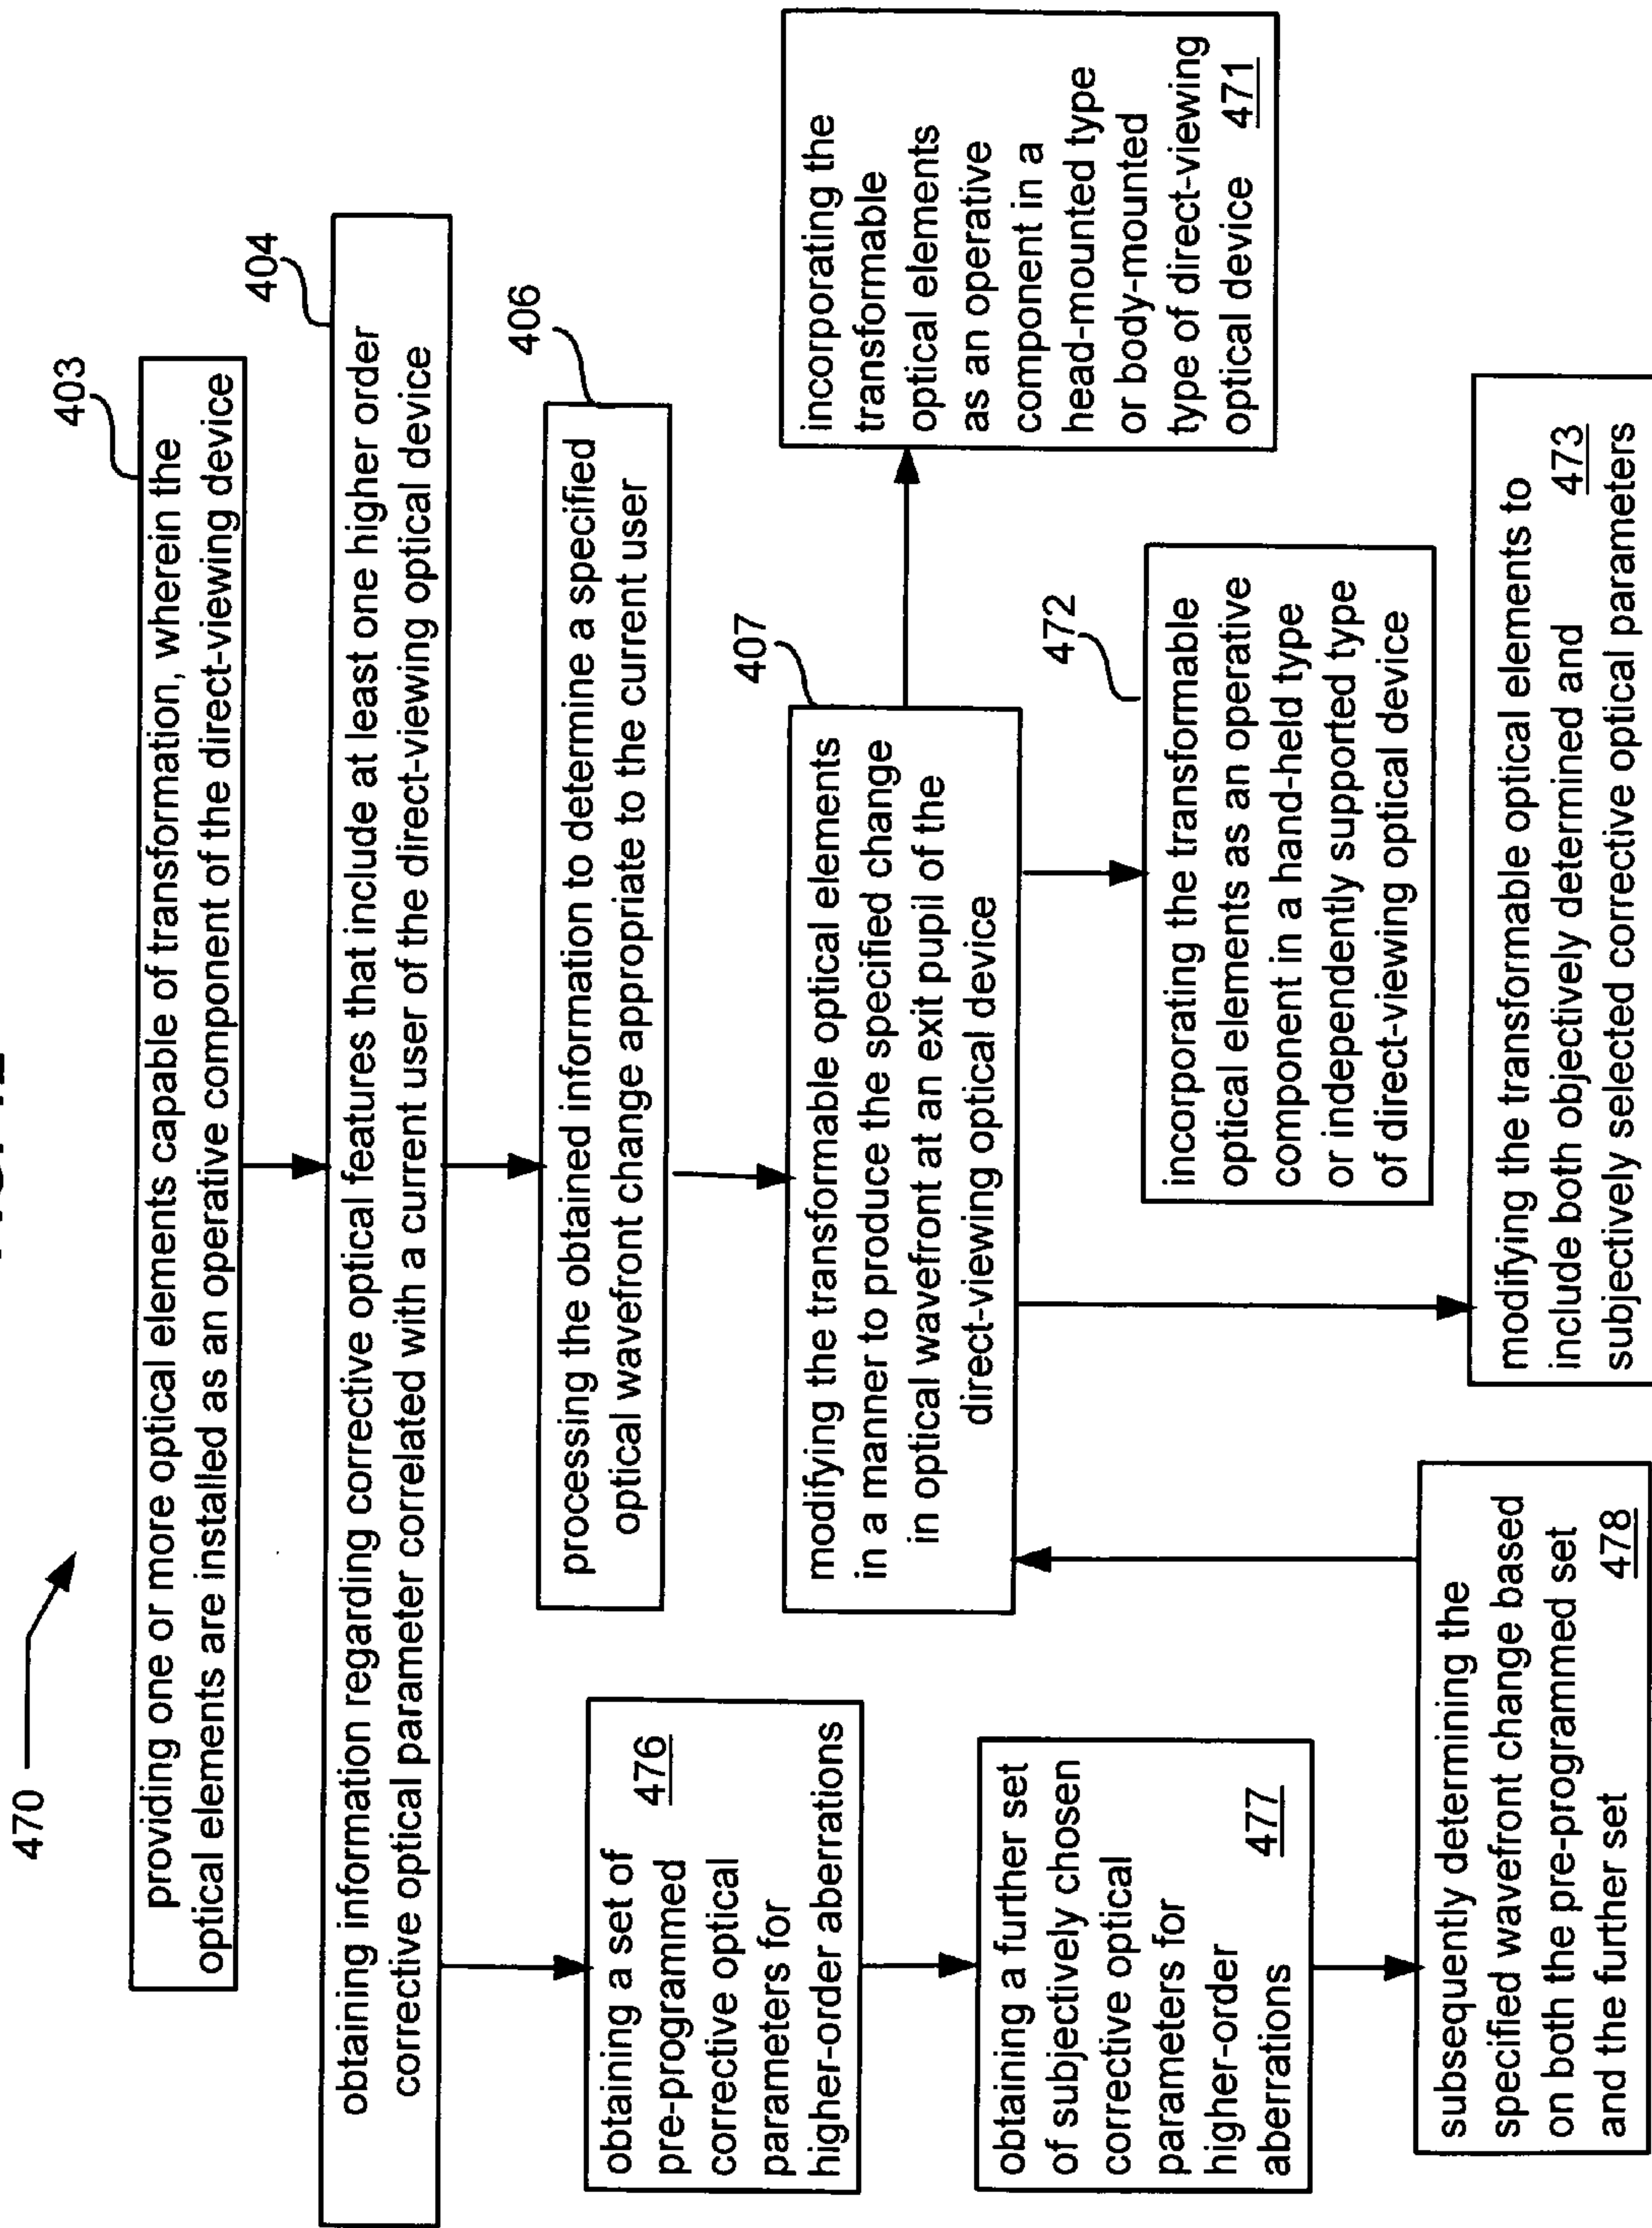 470
403
providing one or more optical elements capable of transformation, wherein the
optical elements are installed as an operative component of the direct-viewing device
404
obtaining information regarding corrective optical features that include at least one higher order
corrective optical parameter correlated with a current user of the direct-viewing optical device
406
processing the obtained information to determine a specified
optical wavefront change appropriate to the current user
407
modifying the transformable optical elements
in a manner to produce the specified change
in optical wavefront at an exit pupil of the
direct-viewing optical device
incorporating the
transformable
optical elements
as an operative
component in a
head-mounted type
or body-mounted
type of direct-viewing
optical device 471
472
incorporating the transformable
optical elements as an operative
component in a hand-held type
or independently supported type
of direct-viewing optical device
modifying the transformable optical elements to
include both objectively determined and 473
subjectively selected corrective optical parameters
obtaining a set of
pre-programmed 476
corrective optical
parameters for
higher-order aberrations
obtaining a further set
of subjectively chosen
corrective optical
parameters for
higher-order 477
aberrations
subsequently determining the
specified wavefront change based
on both the pre-programmed set
and the further set 478